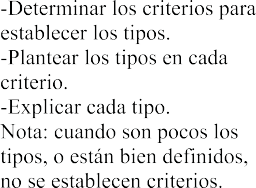 -Determinar los criterios para
establecer los tipos.
-Plantear los tipos en cada
criterio.
-Explicar cada tipo.
Nota: cuando son pocos los
tipos, o están bien definidos,
no se establecen criterios.